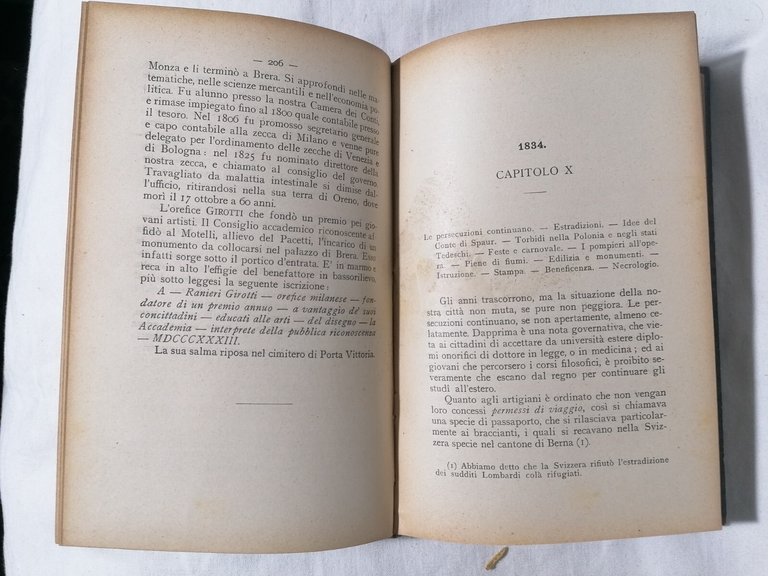 — 206 —
Monza e li terminò a Brera. Si approfondì nelle ma-
tematiche, nelle scienze mercantili e nell'economia po-
litica. Fu alunno presso la nostra Camera dei Conti,
e rimase impiegato fino al 1800 quale contabile presso
il tesoro. Nel 1806 fu promosso segretario generale
e capo contabile alla zecca di Milano e venne pure
delegato per l'ordinamento delle zecche di Venezia e
di Bologna: nel 1825 fu nominato direttore della
nostra zecca, e chiamato al consiglio del governo.
Travagliato da malattia intestinale si dimise dal-
l'ufficio, ritirandosi nella sua terra di Oreno, dove
morì il 17 ottobre a 60 anni.
L'orefice GIROTTI che fondò un premio pei gio-
vani artisti. Il Consiglio accademico riconoscente af-
fidò al Motelli, allievo del Pacetti, l'incarico di un
monumento da collocarsi nel palazzo di Brera. Esso
infatti sorge sotto il portico d'entrata. E' in marmo e
reca in alto l'effigie del benefattore in bassorilievo,
più sotto leggesi la seguente iscrizione:
A — Ranieri Girotti — orefice milanese — fon-
datore di un premio annuo — a vantaggio de' suoi
concittadini — educati alle arti — del disegno — la
Accademia — interprete della pubblica riconoscenza
— MDCCCXXXIII.
La sua salma riposa nel cimitero di Porta Vittoria.
1834.
CAPITOLO X
Le persecuzioni continuano. — Estradizioni. — Idee del
Conte di Spaur. — Torbidi nella Polonia e negli stati
Tedeschi. — Feste e carnovale. — I pompieri all'ope-
ra. — Piene di fiumi. — Edilizia e monumenti. —
Istruzione. — Stampa. — Beneficenza. — Necrologio.
Gli anni trascorrono, ma la situazione della no-
stra città non muta, se pure non peggiora. Le per-
secuzioni continuano, se non apertamente, almeno ce-
latamente. Dapprima è una nota governativa, che vie-
ta ai cittadini di accettare da università estere diplo-
mi onorifici di dottore in legge, o in medicina; ed ai
giovani che percorsero i corsi filosofici, è proibito se-
veramente che escano dal regno per continuare gli
studî all'estero.
Quanto agli artigiani è ordinato che non vengan
loro concessi permessi di viaggio, così si chiamava
una specie di passaporto, che si rilasciava particolar-
mente ai braccianti, i quali si recavano nella Sviz-
zera specie nel cantone di Berna (1).
(1) Abbiamo detto che la Svizzera rifiutò l'estradizione
dei sudditi Lombardi colà rifugiati.